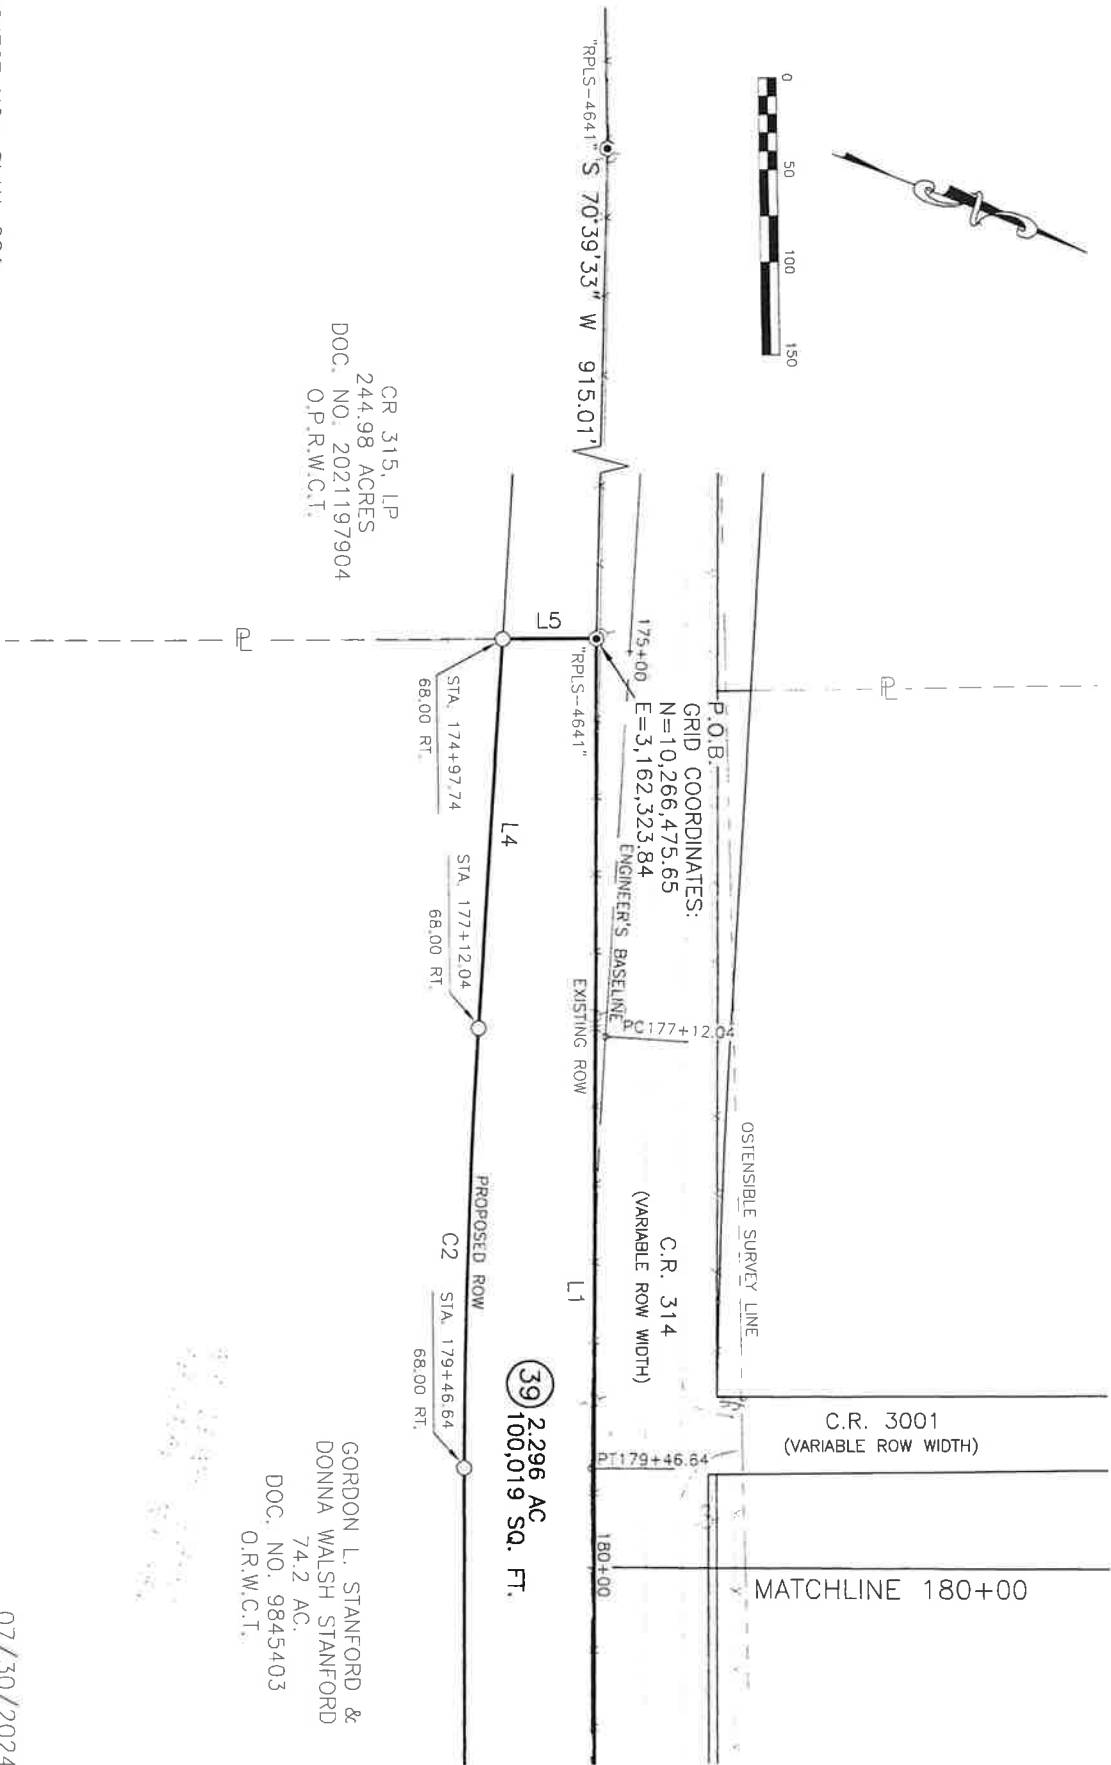 0
50
100
150
"RPLS-4641"
S 70°39'33" W 915.01'
CR 315, LP
244.98 ACRES
DOC. NO. 2021197904
O.P.R.W.C.T.
P.O.B.
GRID COORDINATES:
N=10,266,475.65
E=3,162,323.84
175+00
"RPLS-4641"
L5
STA. 174+97.74
68.00 RT.
L4
STA. 177+12.04
68.00 RT.
ENGINEER'S BASELINE
EXISTING ROW
PC177+12.04
OSTENSIBLE SURVEY LINE
C.R. 314
(VARIABLE ROW WIDTH)
L1
PROPOSED ROW
C2
STA. 179+46.64
68.00 RT.
39
2.296 AC
100,019 SQ. FT.
C.R. 3001
(VARIABLE ROW WIDTH)
PT179+46.64
180+00
MATCHLINE 180+00
GORDON L. STANFORD &
DONNA WALSH STANFORD
74.2 AC.
DOC. NO. 9845403
O.R.W.C.T.
07/30/2024